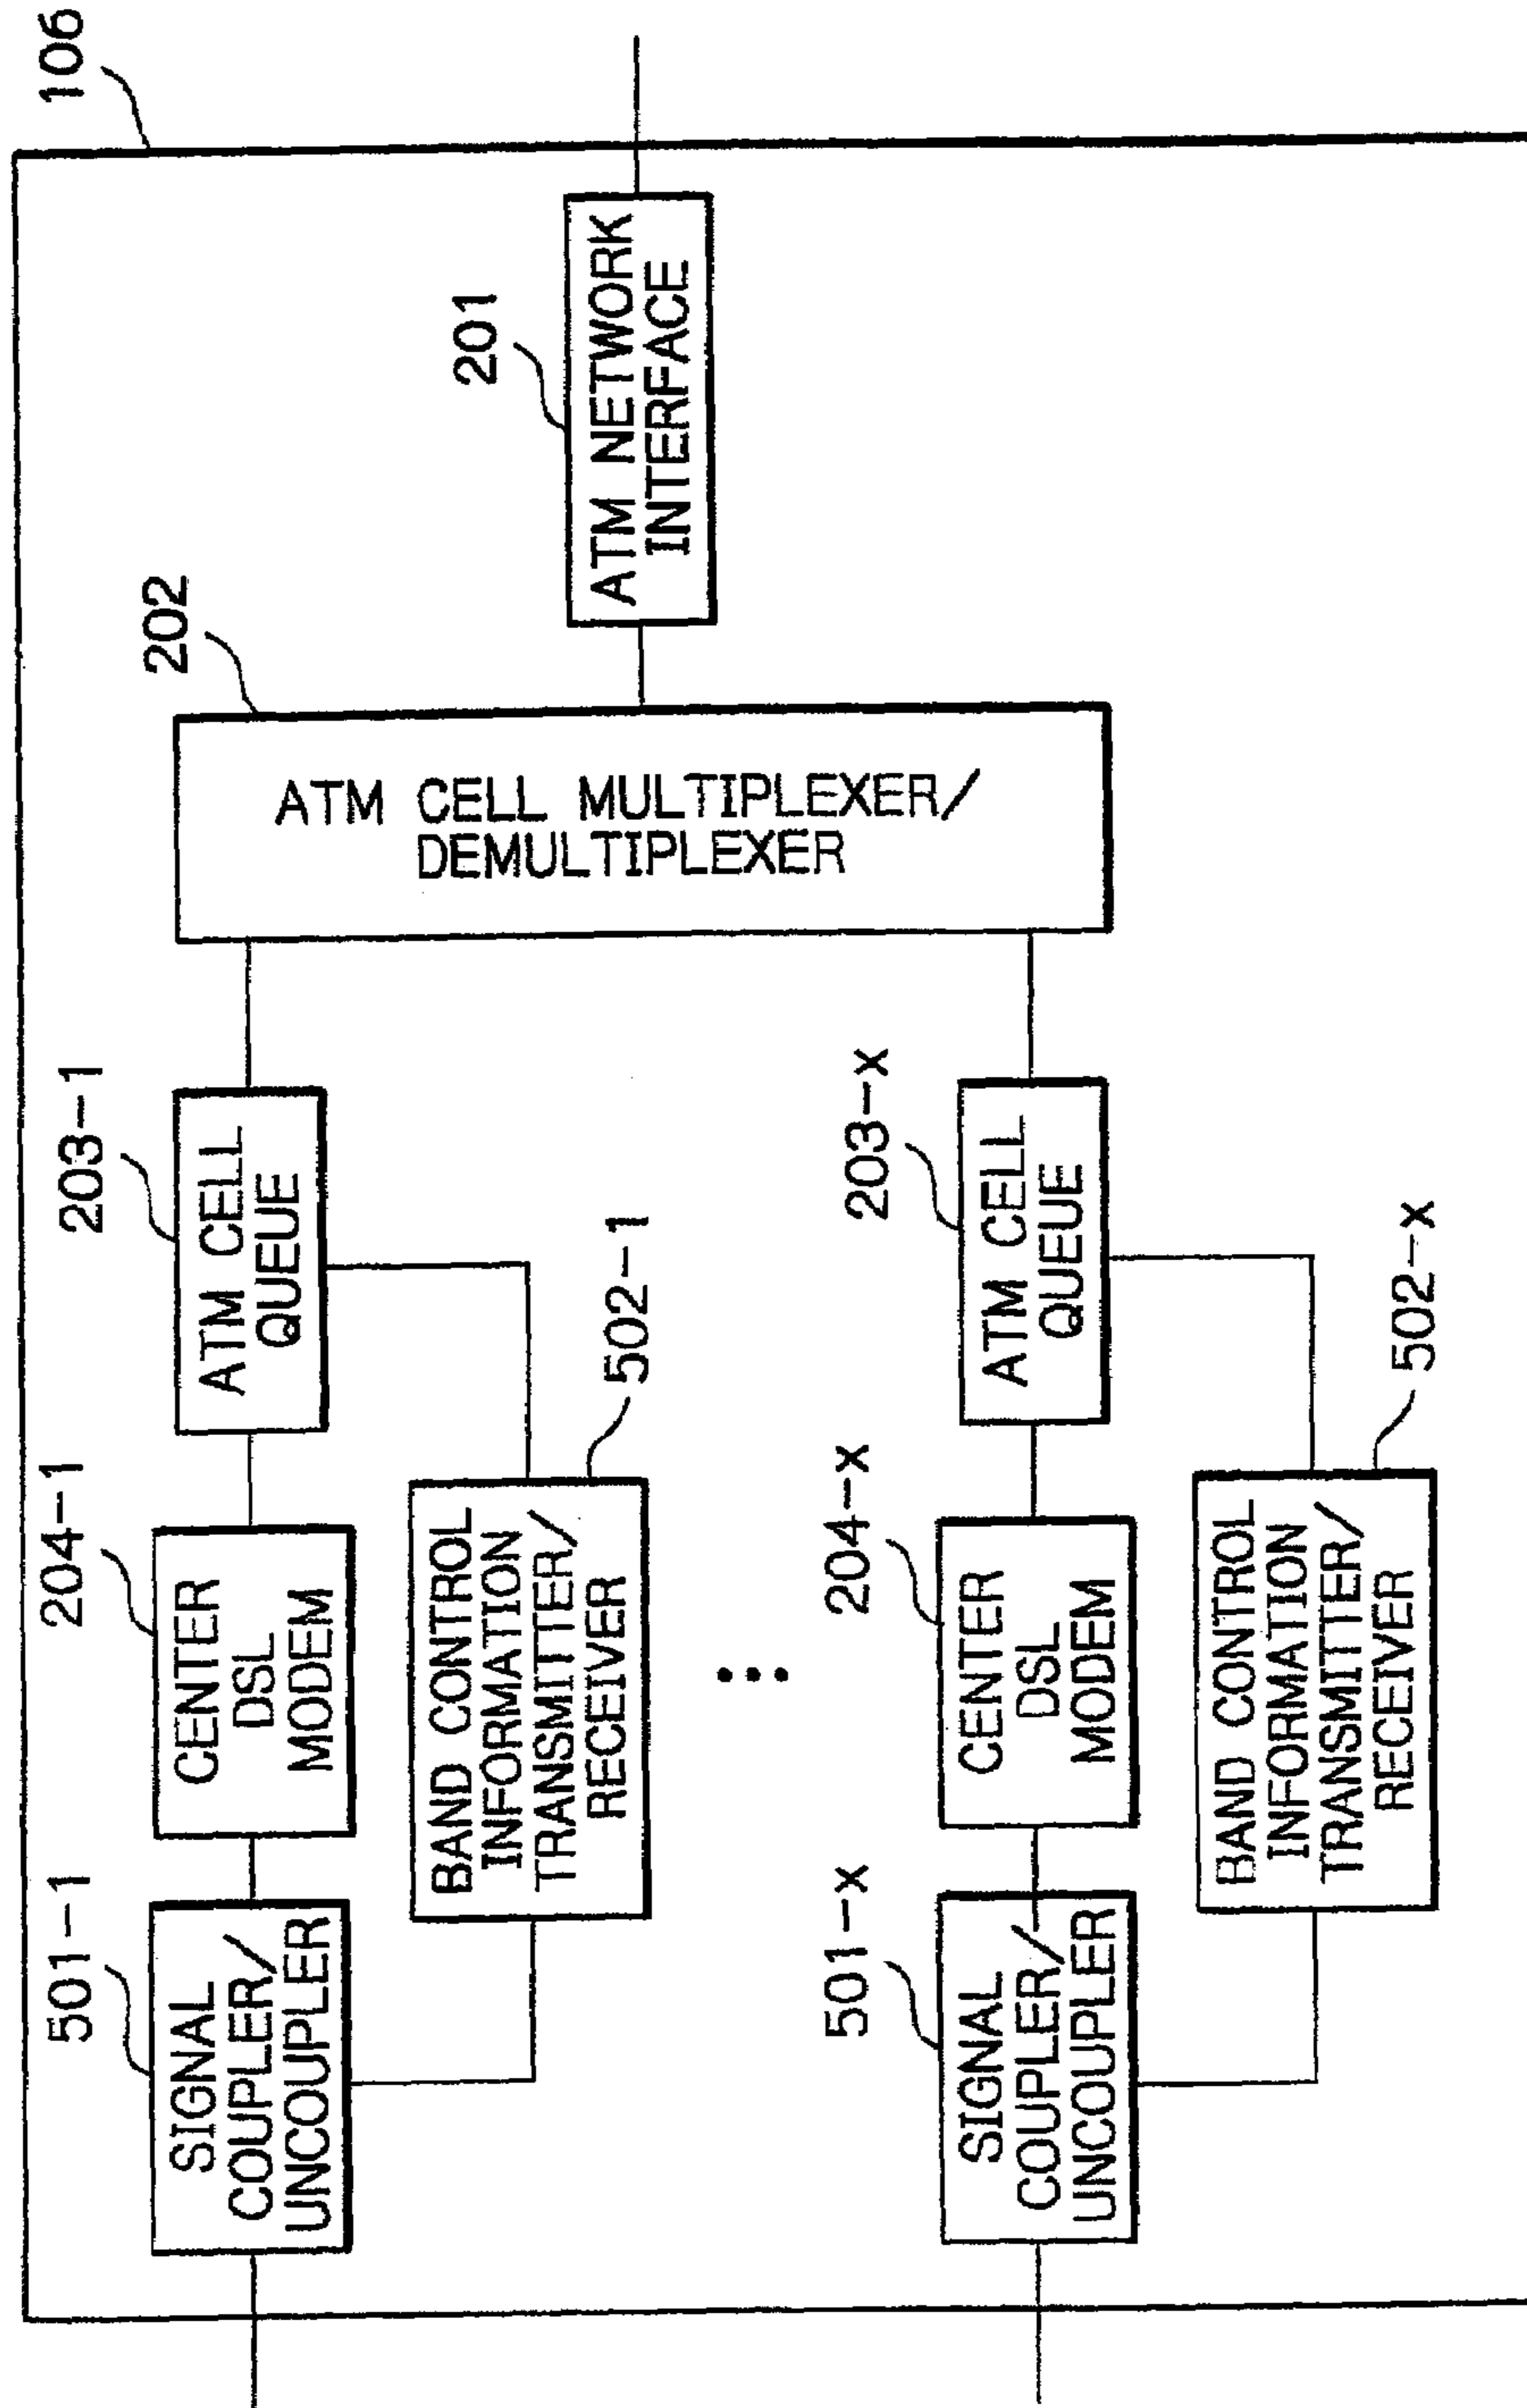 106
501-1
SIGNAL
COUPLER/
UNCOUPLER
204-1
CENTER
DSL
MODEM
203-1
ATM CELL
QUEUE
BAND CONTROL
INFORMATION
TRANSMITTER/
RECEIVER
502-1
202
ATM CELL MULTIPLEXER/
DEMULTIPLEXER
201
ATM NETWORK
INTERFACE
501-x
SIGNAL
COUPLER/
UNCOUPLER
204-x
CENTER
DSL
MODEM
203-x
ATM CELL
QUEUE
BAND CONTROL
INFORMATION
TRANSMITTER/
RECEIVER
502-x